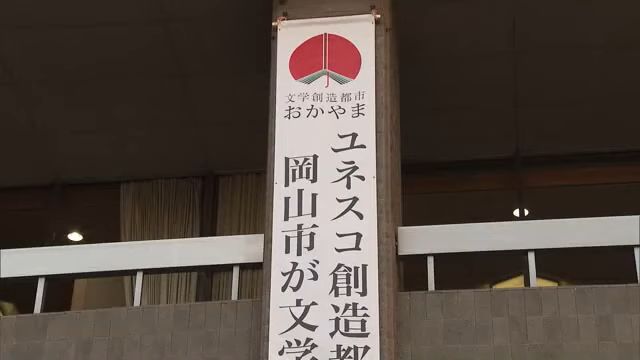 文学創造都市
おかやま
ユネスコ創造都
岡山市が文学